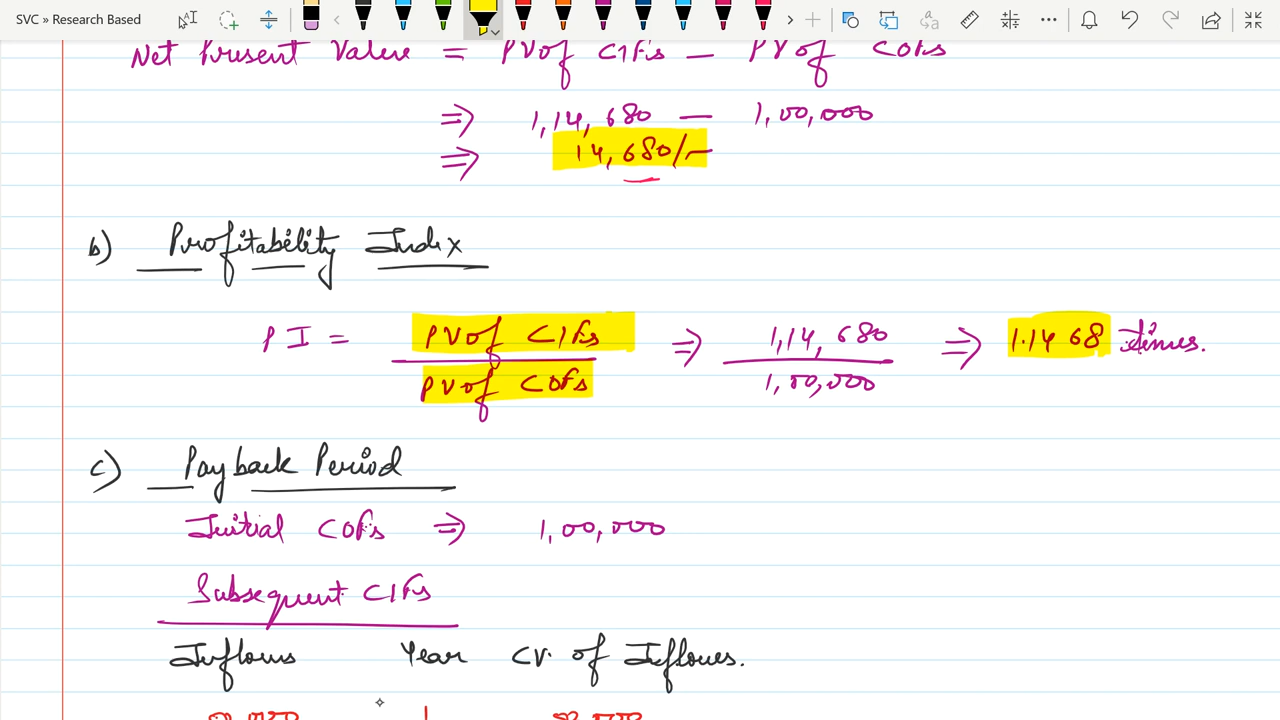 SVC » Research Based
Net Present Value = PV of CIFs — PV of COFs
⇒ 1,14,680 — 1,00,000
⇒ 14,680/-
b) Profitability Index
PI = PV of CIFs / PV of COFs ⇒ 1,14,680 / 1,00,000 ⇒ 1.1468 times.
c) Payback Period
Initial COFs ⇒ 1,00,000
Subsequent CIFs
Inflows Year CV. of Inflows.